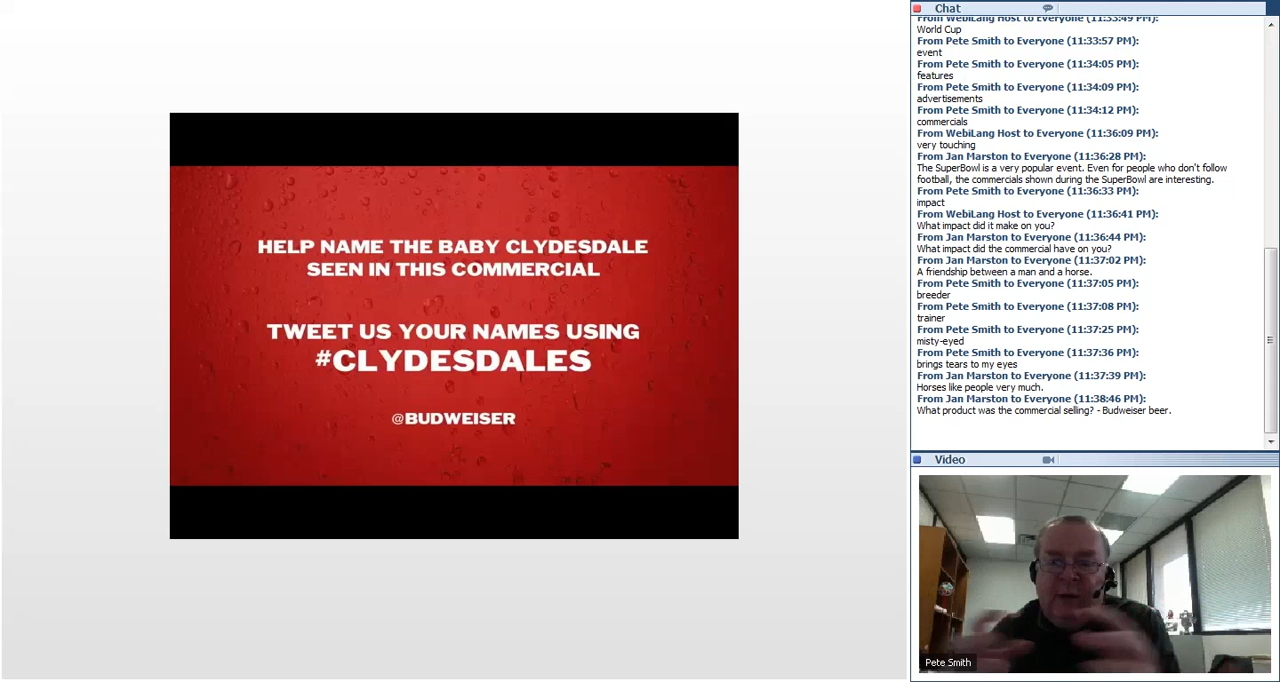 HELP NAME THE BABY CLYDESDALE
SEEN IN THIS COMMERCIAL
TWEET US YOUR NAMES USING
#CLYDESDALES
@BUDWEISER
Chat
From WebiLang Host to Everyone (11:33:49 PM):
World Cup
From Pete Smith to Everyone (11:33:57 PM):
event
From Pete Smith to Everyone (11:34:05 PM):
features
From Pete Smith to Everyone (11:34:09 PM):
advertisements
From Pete Smith to Everyone (11:34:12 PM):
commercials
From WebiLang Host to Everyone (11:36:09 PM):
very touching
From Jan Marston to Everyone (11:36:28 PM):
The SuperBowl is a very popular event. Even for people who don't follow
football, the commercials shown during the SuperBowl are interesting.
From Pete Smith to Everyone (11:36:33 PM):
impact
From WebiLang Host to Everyone (11:36:41 PM):
What impact did it make on you?
From Jan Marston to Everyone (11:36:44 PM):
What impact did the commercial have on you?
From Jan Marston to Everyone (11:37:02 PM):
A friendship between a man and a horse.
From Pete Smith to Everyone (11:37:05 PM):
breeder
From Pete Smith to Everyone (11:37:08 PM):
trainer
From Pete Smith to Everyone (11:37:25 PM):
misty-eyed
From Pete Smith to Everyone (11:37:36 PM):
brings tears to my eyes
From Jan Marston to Everyone (11:37:39 PM):
Horses like people very much.
From Jan Marston to Everyone (11:38:46 PM):
What product was the commercial selling? - Budweiser beer.
Video
Pete Smith